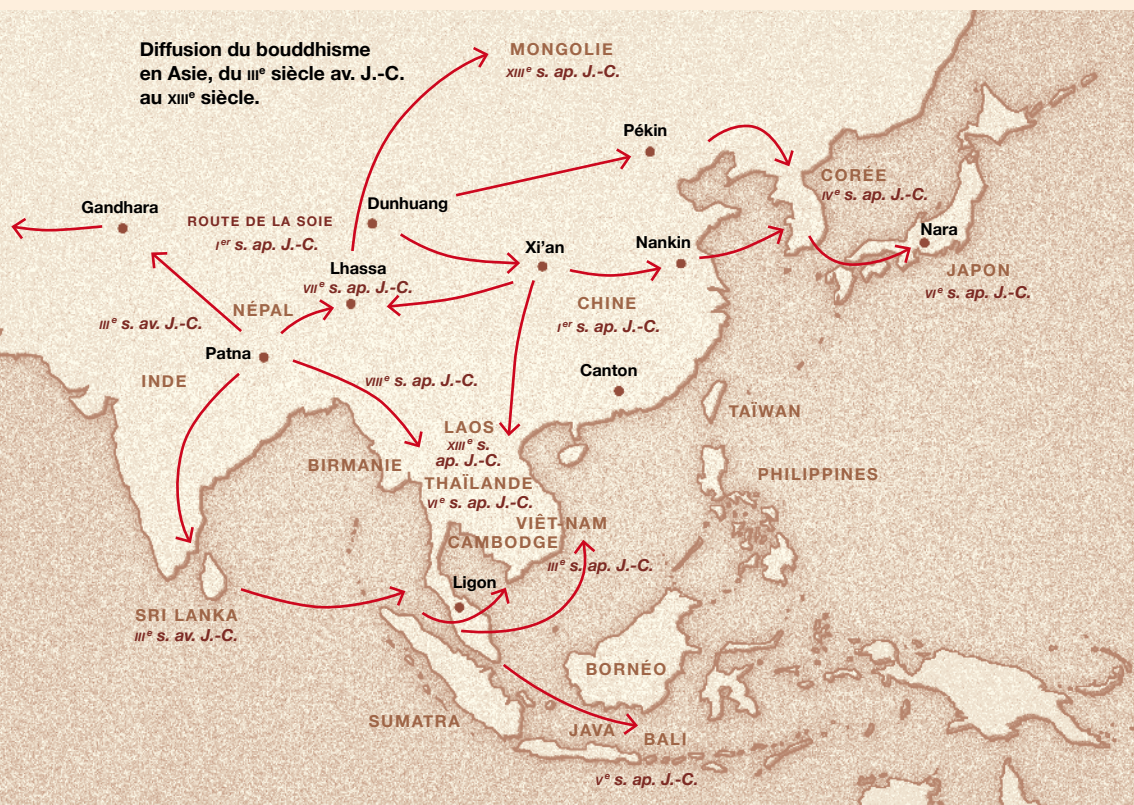 Diffusion du bouddhisme
en Asie, du IIIe siècle av. J.-C.
au XIIIe siècle.
MONGOLIE
XIIIe s. ap. J.-C.
Pékin
CORÉE
IVe s. ap. J.-C.
Gandhara
ROUTE DE LA SOIE
Ier s. ap. J.-C.
Dunhuang
Xi’an
Nankin
Nara
JAPON
VIe s. ap. J.-C.
Lhassa
VIIe s. ap. J.-C.
NÉPAL
CHINE
Ier s. ap. J.-C.
IIIe s. av. J.-C.
Patna
INDE
VIIIe s. ap. J.-C.
Canton
TAÏWAN
LAOS
XIIIe s.
ap. J.-C.
BIRMANIE
THAÏLANDE
VIe s. ap. J.-C.
PHILIPPINES
VIÊT-NAM
CAMBODGE
IIIe s. ap. J.-C.
Ligon
SRI LANKA
IIIe s. av. J.-C.
BORNÉO
SUMATRA
JAVA
BALI
Ve s. ap. J.-C.